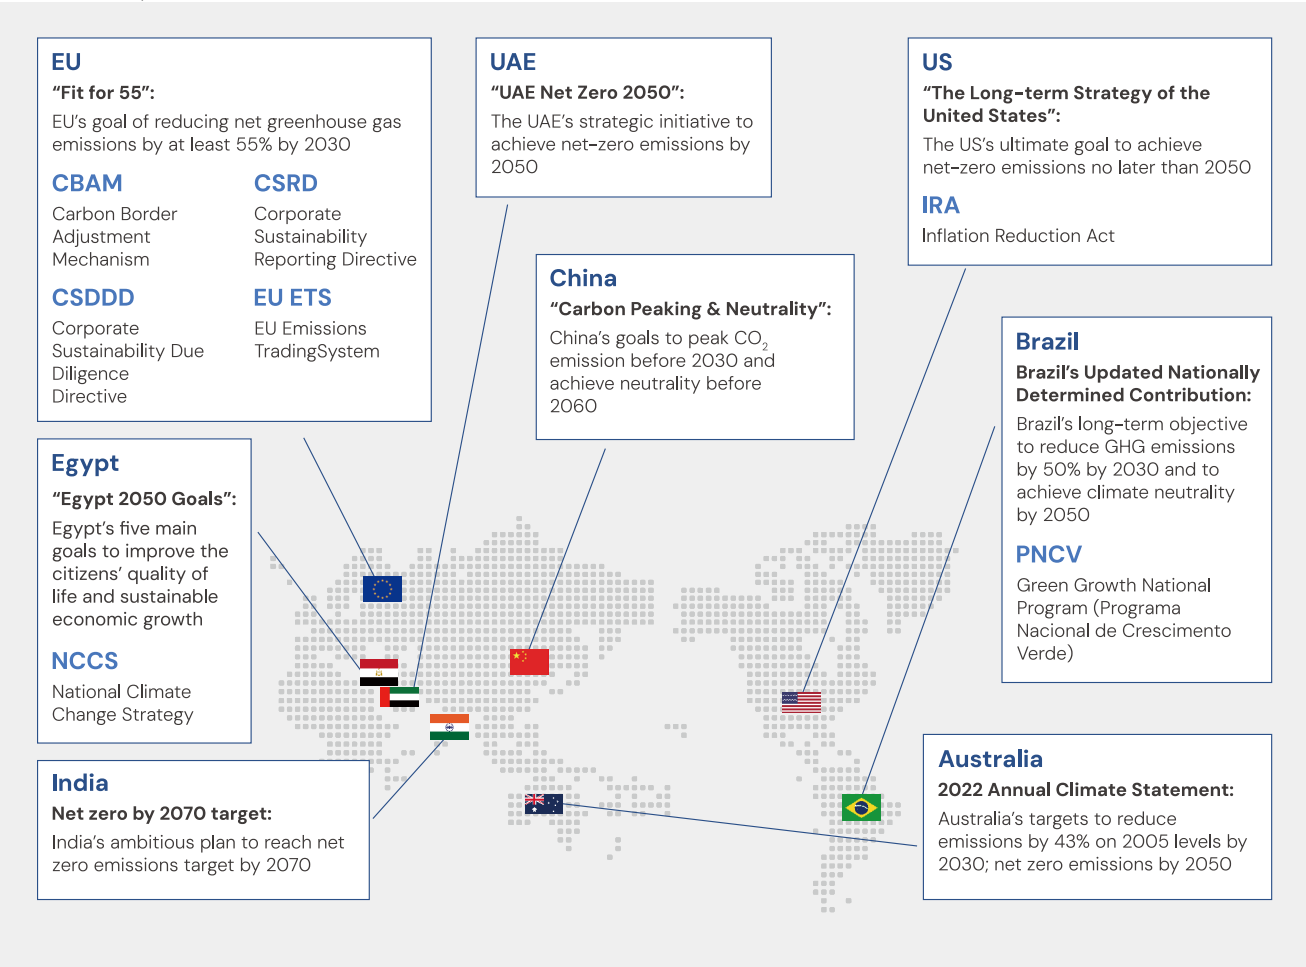 EU
“Fit for 55”:
EU’s goal of reducing net greenhouse gas
emissions by at least 55% by 2030
CBAM
Carbon Border
Adjustment
Mechanism
CSRD
Corporate
Sustainability
Reporting Directive
CSDDD
Corporate
Sustainability Due
Diligence
Directive
EU ETS
EU Emissions
TradingSystem
UAE
“UAE Net Zero 2050”:
The UAE’s strategic initiative to
achieve net-zero emissions by
2050
US
“The Long-term Strategy of the
United States”:
The US’s ultimate goal to achieve
net-zero emissions no later than 2050
IRA
Inflation Reduction Act
China
“Carbon Peaking & Neutrality”:
China’s goals to peak CO₂
emission before 2030 and
achieve neutrality before
2060
Brazil
Brazil’s Updated Nationally
Determined Contribution:
Brazil’s long-term objective
to reduce GHG emissions
by 50% by 2030 and to
achieve climate neutrality
by 2050
PNCV
Green Growth National
Program (Programa
Nacional de Crescimento
Verde)
Egypt
“Egypt 2050 Goals”:
Egypt’s five main
goals to improve the
citizens’ quality of
life and sustainable
economic growth
NCCS
National Climate
Change Strategy
India
Net zero by 2070 target:
India’s ambitious plan to reach net
zero emissions target by 2070
Australia
2022 Annual Climate Statement:
Australia’s targets to reduce
emissions by 43% on 2005 levels by
2030; net zero emissions by 2050